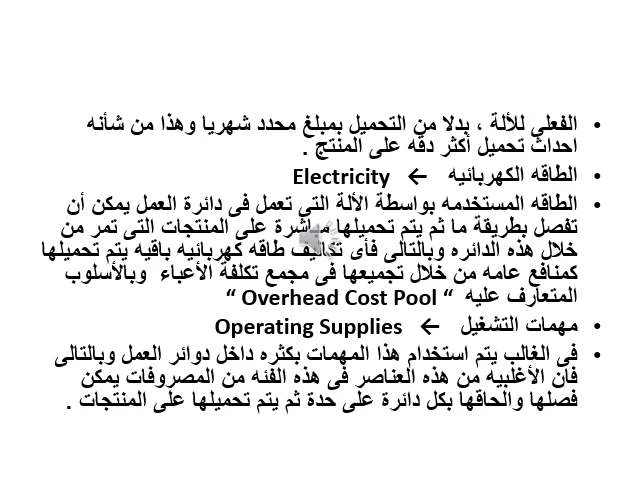 • الفعلى للألة ، بدلا من التحميل بمبلغ محدد شهريا وهذا من شأنه
احداث تحميل أكثر دقه على المنتج .
• الطاقه الكهربائيه ← Electricity
• الطاقه المستخدمه بواسطة الألة التي تعمل فى دائرة العمل يمكن أن
تفصل بطريقة ما ثم يتم تحميلها مباشرة على المنتجات التى تمر من
خلال هذه الدائره وبالتالى فأى تكاليف طاقه كهربائيه باقيه يتم تحميلها
كمنافع عامه من خلال تجميعها فى مجمع تكلفة الأعباء وبالأسلوب
المتعارف عليه “ Overhead Cost Pool “
• مهمات التشغيل ← Operating Supplies
• فى الغالب يتم استخدام هذا المهمات بكثره داخل دوائر العمل وبالتالى
فان الأغلبيه من هذه العناصر فى هذه الفئه من المصروفات يمكن
فصلها والحاقها بكل دائرة على حدة ثم يتم تحميلها على المنتجات .